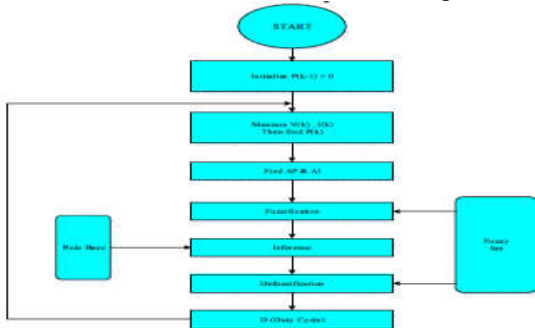 START
Initialize P(k-1) = 0
Measure V(k) , I(k)
Then find P(k)
Find ΔP & ΔI
Fuzzification
Rule Base
Inference
Fuzzy
Set
Defuzzification
D (Duty Cycle)